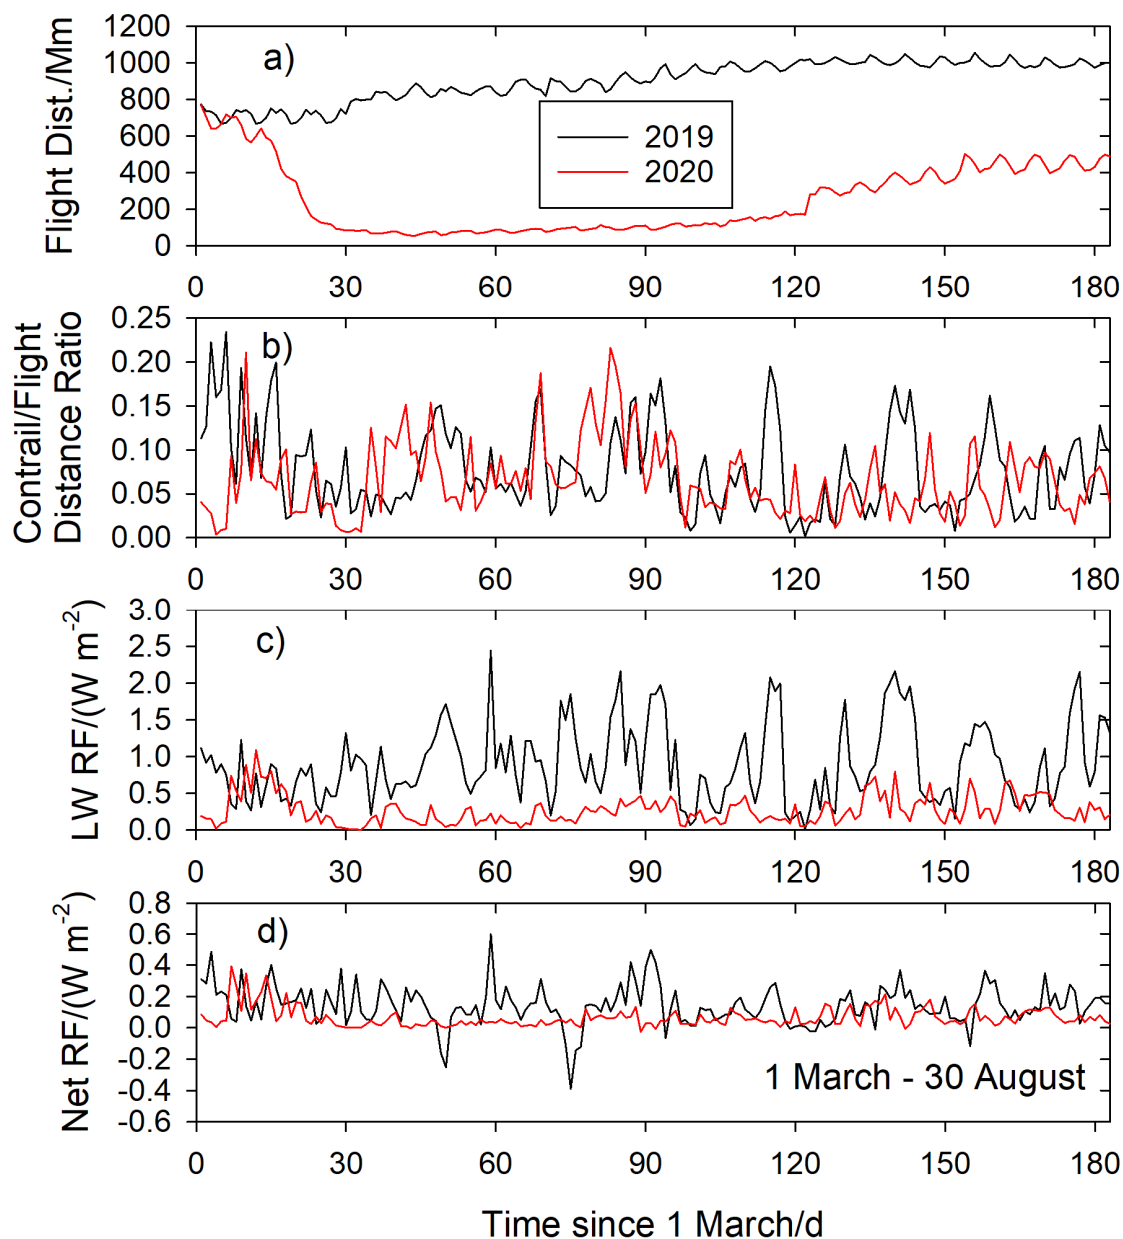 1200
1000
800
600
400
200
0
Flight Dist./Mm
a)
2019
2020
0 30 60 90 120 150 180
0.25
0.20
0.15
0.10
0.05
0.00
Contrail/Flight
Distance Ratio
b)
0 30 60 90 120 150 180
3.0
2.5
2.0
1.5
1.0
0.5
0.0
LW RF/(W m-2)
c)
0 30 60 90 120 150 180
0.8
0.6
0.4
0.2
0.0
-0.2
-0.4
-0.6
Net RF/(W m-2)
d)
1 March - 30 August
0 30 60 90 120 150 180
Time since 1 March/d